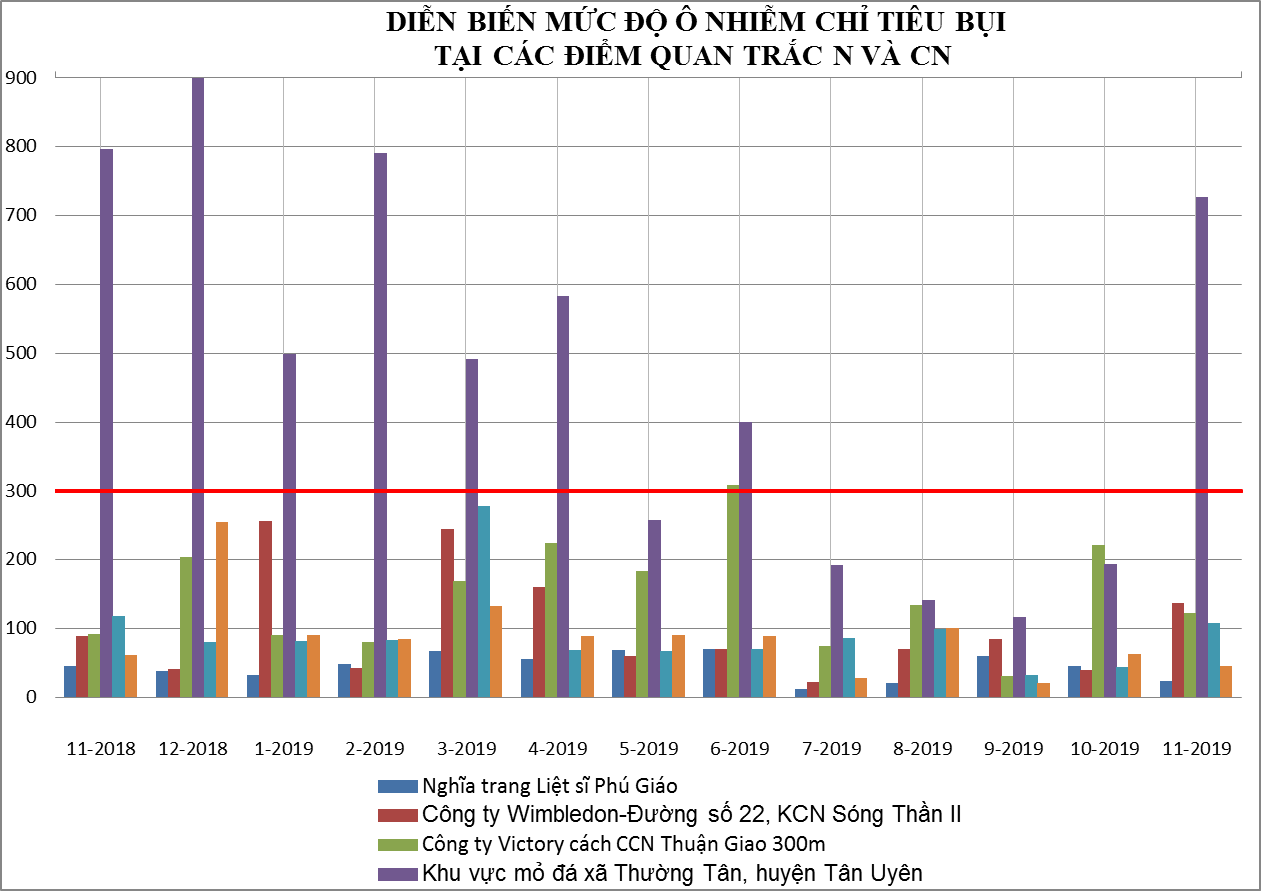 DIỄN BIẾN MỨC ĐỘ Ô NHIỄM CHỈ TIÊU BỤI
TẠI CÁC ĐIỂM QUAN TRẮC N VÀ CN
900
800
700
600
500
400
300
200
100
0
11-2018 12-2018 1-2019 2-2019 3-2019 4-2019 5-2019 6-2019 7-2019 8-2019 9-2019 10-2019 11-2019
Nghĩa trang Liệt sĩ Phú Giáo
Công ty Wimbledon-Đường số 22, KCN Sóng Thần II
Công ty Victory cách CCN Thuận Giao 300m
Khu vực mỏ đá xã Thường Tân, huyện Tân Uyên